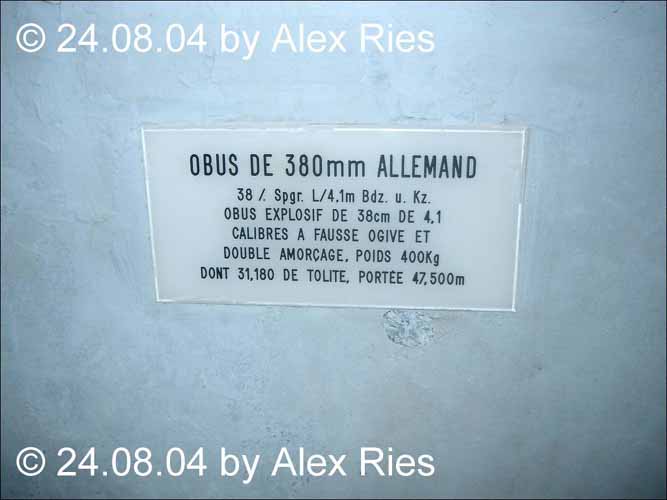 © 24.08.04 by Alex Ries
OBUS DE 380mm ALLEMAND
38 /. Spgr. L/4,1m Bdz. u. Kz.
OBUS EXPLOSIF DE 38cm DE 4,1
CALIBRES A FAUSSE OGIVE ET
DOUBLE AMORÇAGE, POIDS 400Kg
DONT 31,180 DE TOLITE, PORTÉE 47,500m
© 24.08.04 by Alex Ries